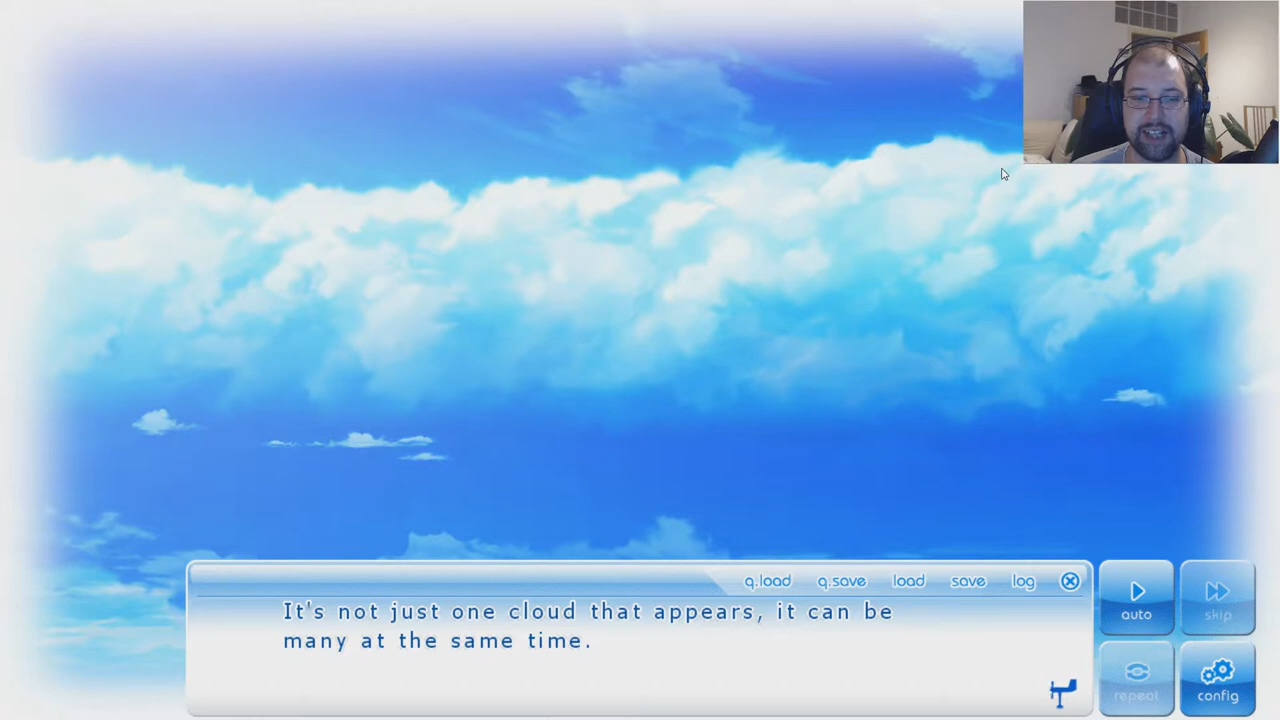 q.load q.save load save log
It's not just one cloud that appears, it can be
many at the same time.
auto
skip
repeat
config